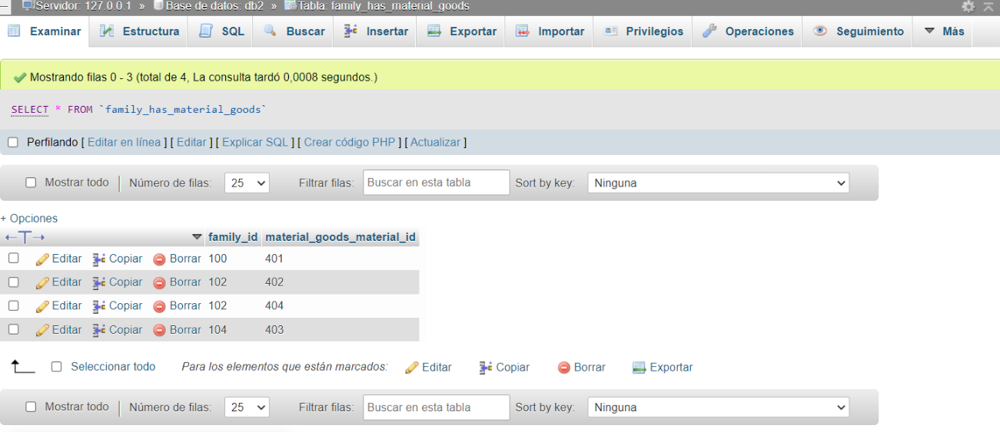 Servidor: 127.0.0.1 » Base de datos: db2 » Tabla: family_has_material_goods
Examinar Estructura SQL Buscar Insertar Exportar Importar Privilegios Operaciones Seguimiento Más
Mostrando filas 0 - 3 (total de 4, La consulta tardó 0,0008 segundos.)
SELECT * FROM `family_has_material_goods`
Perfilando [ Editar en línea ] [ Editar ] [ Explicar SQL ] [ Crear código PHP ] [ Actualizar ]
Mostrar todo | Número de filas: 25 Filtrar filas: Buscar en esta tabla Sort by key: Ninguna
+ Opciones
←T→ family_id material_goods_material_id
Editar Copiar Borrar 100 401
Editar Copiar Borrar 102 402
Editar Copiar Borrar 102 404
Editar Copiar Borrar 104 403
Seleccionar todo Para los elementos que están marcados: Editar Copiar Borrar Exportar
Mostrar todo | Número de filas: 25 Filtrar filas: Buscar en esta tabla Sort by key: Ninguna